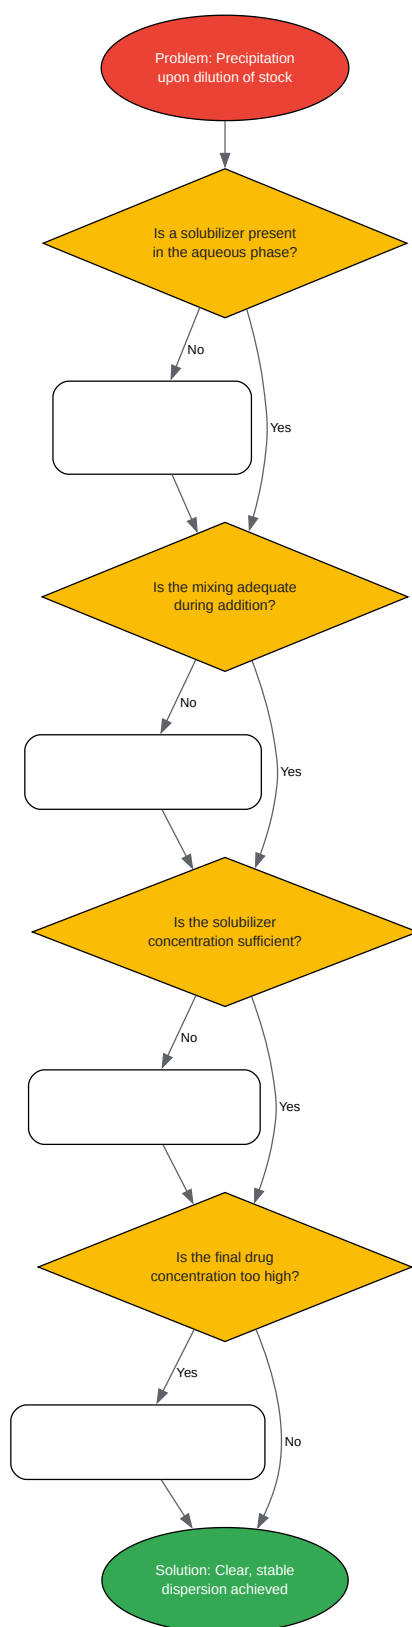 Problem: Precipitation
upon dilution of stock
Is a solubilizer present
in the aqueous phase?
No
Yes
Is the mixing adequate
during addition?
No
Yes
Is the solubilizer
concentration sufficient?
No
Yes
Is the final drug
concentration too high?
Yes
No
Solution: Clear, stable
dispersion achieved